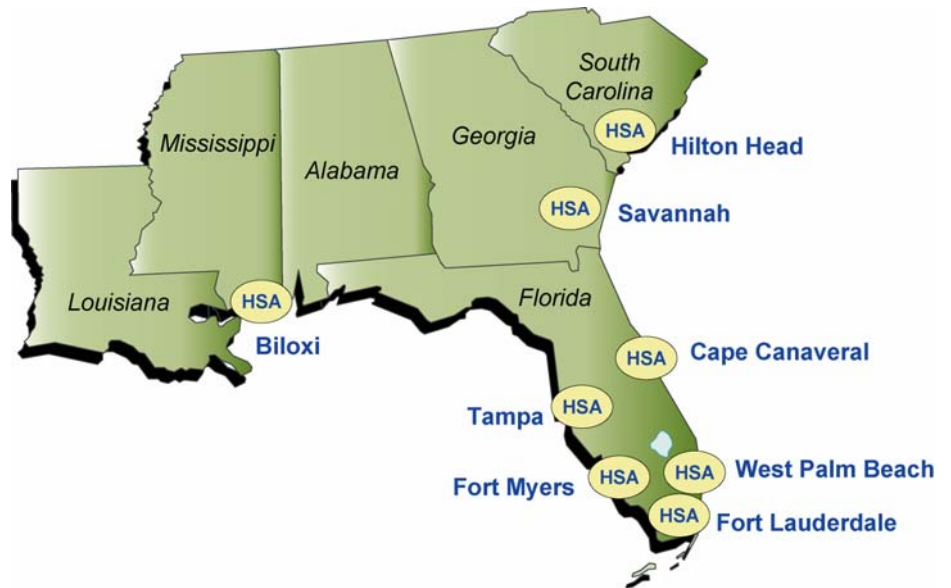 South
Carolina
HSA
Hilton Head
Mississippi
Georgia
Alabama
HSA
Savannah
Louisiana
HSA
Biloxi
Florida
HSA
Cape Canaveral
Tampa
HSA
Fort Myers
HSA
HSA
West Palm Beach
HSA
Fort Lauderdale